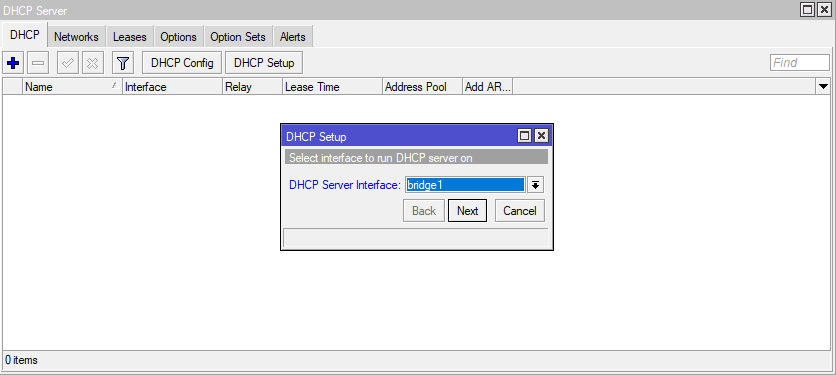 DHCP Server
DHCP Networks Leases Options Option Sets Alerts
DHCP Config DHCP Setup Find
Name Interface Relay Lease Time Address Pool Add AR...
DHCP Setup
Select interface to run DHCP server on
DHCP Server Interface: bridge1
Back Next Cancel
0 items